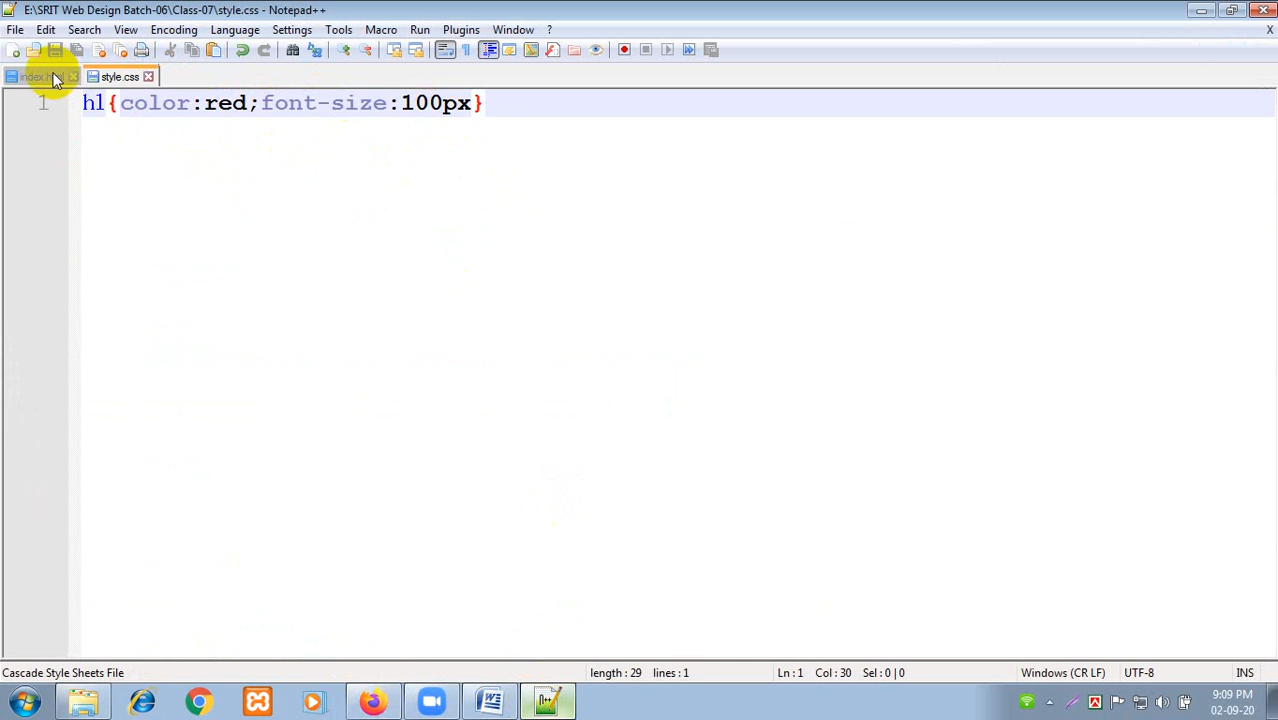 E:\SRIT Web Design Batch-06\Class-07\style.css - Notepad++
File Edit Search View Encoding Language Settings Tools Macro Run Plugins Window ? X
style.css
1 h1{color:red;font-size:100px}
Cascade Style Sheets File length : 29 lines : 1 Ln : 1 Col : 30 Sel : 0 | 0 Windows (CR LF) UTF-8 INS
9:09 PM
02-09-20